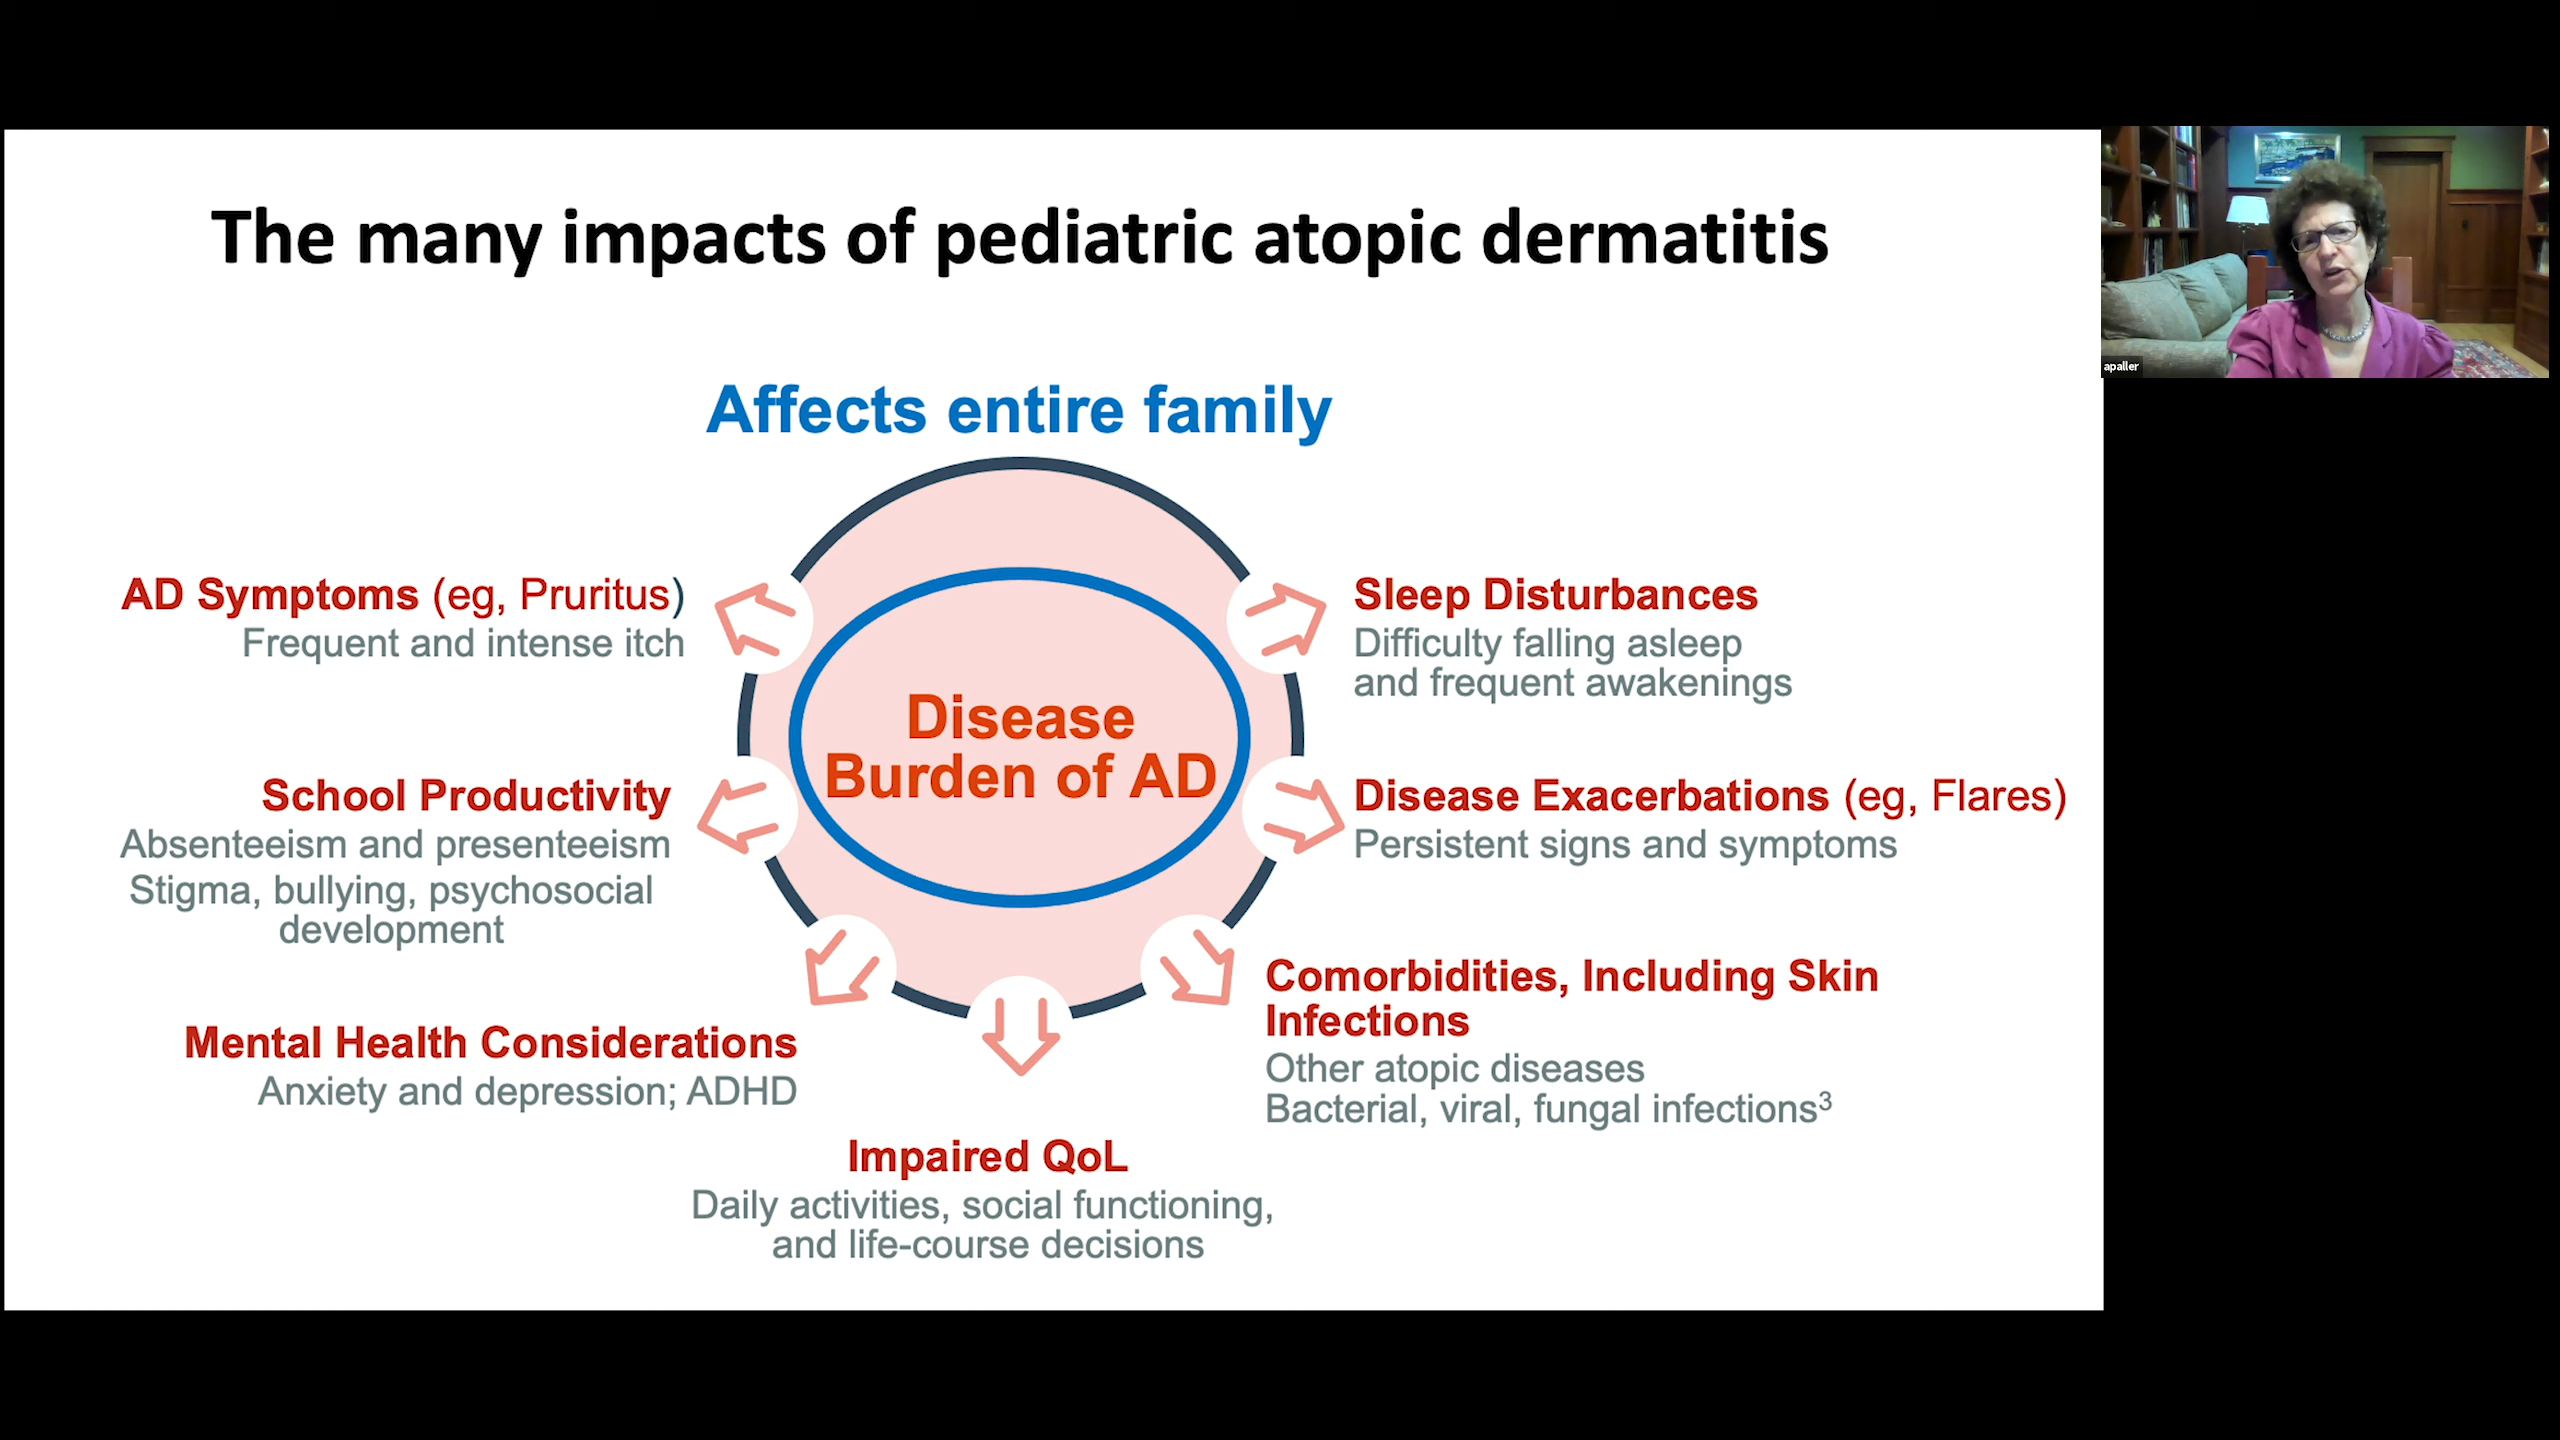 The many impacts of pediatric atopic dermatitis
apaller
Affects entire family
AD Symptoms (eg, Pruritus)
Frequent and intense itch
Sleep Disturbances
Difficulty falling asleep
and frequent awakenings
Disease
Burden of AD
School Productivity
Absenteeism and presenteeism
Stigma, bullying, psychosocial
development
Disease Exacerbations (eg, Flares)
Persistent signs and symptoms
Mental Health Considerations
Anxiety and depression; ADHD
Comorbidities, Including Skin
Infections
Other atopic diseases
Bacterial, viral, fungal infections³
Impaired QoL
Daily activities, social functioning,
and life-course decisions